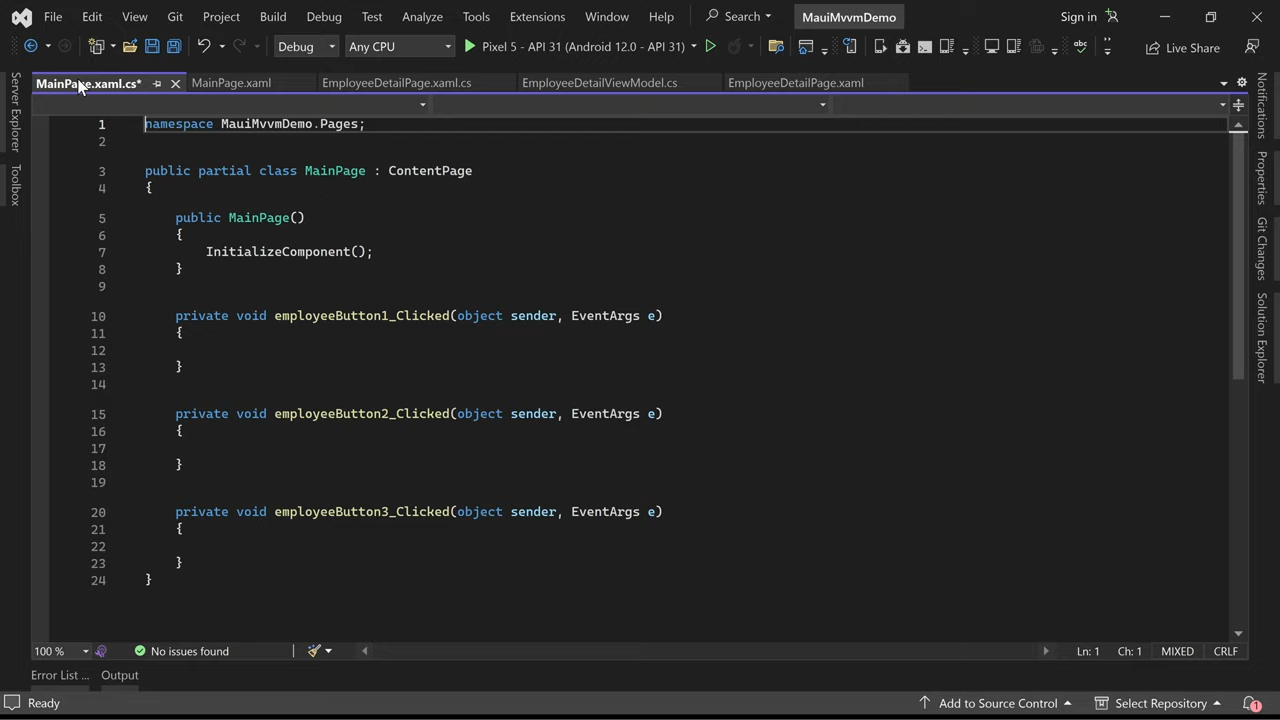 File Edit View Git Project Build Debug Test Analyze Tools Extensions Window Help Search MauiMvvmDemo Sign in
Debug Any CPU Pixel 5 - API 31 (Android 12.0 - API 31) Live Share
MainPage.xaml.cs* MainPage.xaml EmployeeDetailPage.xaml.cs EmployeeDetailViewModel.cs EmployeeDetailPage.xaml
Server Explorer
Toolbox
Notifications
Properties
Git Changes
Solution Explorer
1 namespace MauiMvvmDemo.Pages;
2
3 public partial class MainPage : ContentPage
4 {
5 public MainPage()
6 {
7 InitializeComponent();
8 }
9
10 private void employeeButton1_Clicked(object sender, EventArgs e)
11 {
12
13 }
14
15 private void employeeButton2_Clicked(object sender, EventArgs e)
16 {
17
18 }
19
20 private void employeeButton3_Clicked(object sender, EventArgs e)
21 {
22
23 }
24 }
100 % No issues found Ln: 1 Ch: 1 MIXED CRLF
Error List ... Output
Ready Add to Source Control Select Repository 1